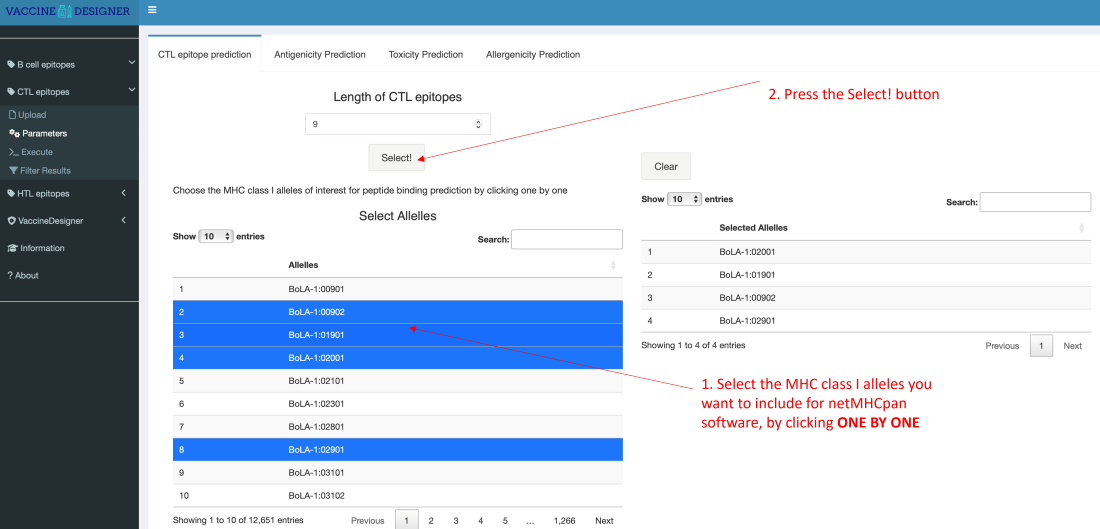 VACCINE DESIGNER
B cell epitopes
CTL epitopes
Upload
Parameters
>_ Execute
Filter Results
HTL epitopes
VaccineDesigner
Information
? About
CTL epitope prediction Antigenicity Prediction Toxicity Prediction Allergenicity Prediction
Length of CTL epitopes
9
Select!
2. Press the Select! button
Choose the MHC class I alleles of interest for peptide binding prediction by clicking one by one
Select Allelles
Show 10 entries
Search:
Allelles
1 BoLA-1:00901
2 BoLA-1:00902
3 BoLA-1:01901
4 BoLA-1:02001
5 BoLA-1:02101
6 BoLA-1:02301
7 BoLA-1:02801
8 BoLA-1:02901
9 BoLA-1:03101
10 BoLA-1:03102
Showing 1 to 10 of 12,651 entries
Previous 1 2 3 4 5 ... 1,266 Next
Clear
Show 10 entries
Search:
Selected Allelles
1 BoLA-1:02001
2 BoLA-1:01901
3 BoLA-1:00902
4 BoLA-1:02901
Showing 1 to 4 of 4 entries
Previous 1 Next
1. Select the MHC class I alleles you
want to include for netMHCpan
software, by clicking ONE BY ONE